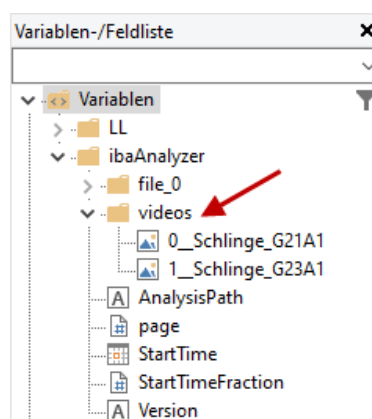 Variablen-/Feldliste
Variablen
LL
ibaAnalyzer
file_0
videos
0__Schlinge_G21A1
1__Schlinge_G23A1
A AnalysisPath
# page
StartTime
# StartTimeFraction
A Version